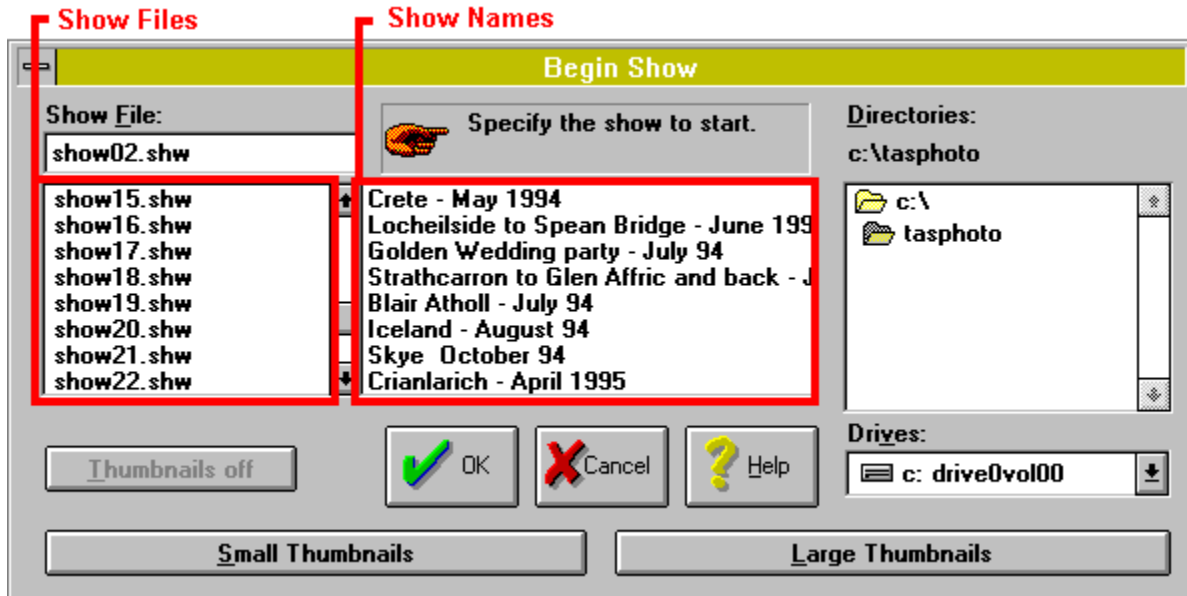 Show Files
Show Names
Begin Show
Show File:
show02.shw
Specify the show to start.
Directories:
c:\tasphoto
show15.shw
show16.shw
show17.shw
show18.shw
show19.shw
show20.shw
show21.shw
show22.shw
Crete - May 1994
Locheilside to Spean Bridge - June 199
Golden Wedding party - July 94
Strathcarron to Glen Affric and back - J
Blair Atholl - July 94
Iceland - August 94
Skye  October 94
Crianlarich - April 1995
c:\
tasphoto
Thumbnails off
OK
Cancel
Help
Drives:
c: drive0vol00
Small Thumbnails
Large Thumbnails